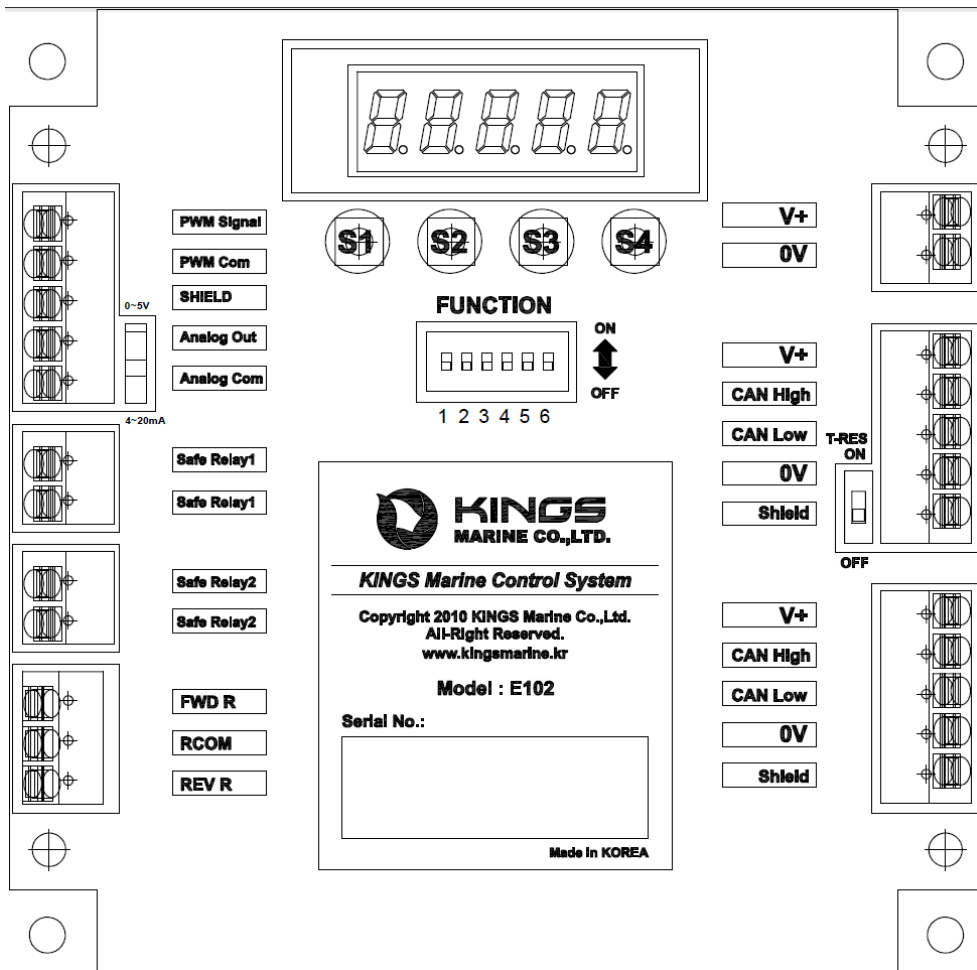 PWM Signal
PWM Com
SHIELD
0~5V
Analog Out
Analog Com
4~20mA
Safe Relay1
Safe Relay1
Safe Relay2
Safe Relay2
FWD R
RCOM
REV R
S1 S2 S3 S4
FUNCTION
ON
OFF
1 2 3 4 5 6
KINGS
MARINE CO.,LTD.
KINGS Marine Control System
Copyright 2010 KINGS Marine Co.,Ltd.
All-Right Reserved.
www.kingsmarine.kr
Model : E102
Serial No.:
Made in KOREA
V+
0V
V+
CAN High
CAN Low
T-RES
ON
0V
Shield
OFF
V+
CAN High
CAN Low
0V
Shield